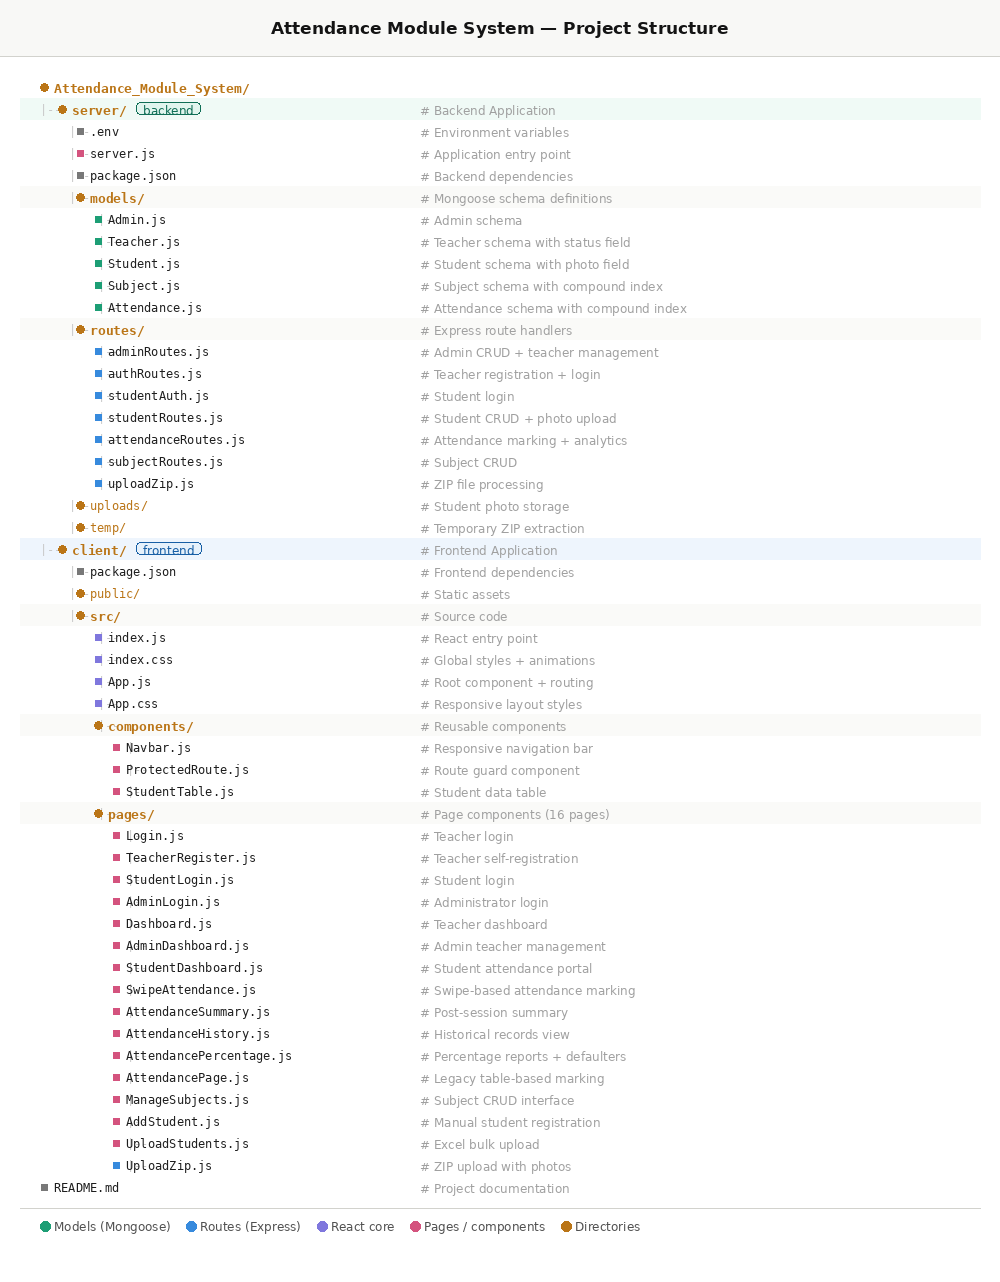 Attendance Module System — Project Structure
Attendance_Module_System/
server/ backend # Backend Application
.env # Environment variables
server.js # Application entry point
package.json # Backend dependencies
models/ # Mongoose schema definitions
Admin.js # Admin schema
Teacher.js # Teacher schema with status field
Student.js # Student schema with photo field
Subject.js # Subject schema with compound index
Attendance.js # Attendance schema with compound index
routes/ # Express route handlers
adminRoutes.js # Admin CRUD + teacher management
authRoutes.js # Teacher registration + login
studentAuth.js # Student login
studentRoutes.js # Student CRUD + photo upload
attendanceRoutes.js # Attendance marking + analytics
subjectRoutes.js # Subject CRUD
uploadZip.js # ZIP file processing
uploads/ # Student photo storage
temp/ # Temporary ZIP extraction
client/ frontend # Frontend Application
package.json # Frontend dependencies
public/ # Static assets
src/ # Source code
index.js # React entry point
index.css # Global styles + animations
App.js # Root component + routing
App.css # Responsive layout styles
components/ # Reusable components
Navbar.js # Responsive navigation bar
ProtectedRoute.js # Route guard component
StudentTable.js # Student data table
pages/ # Page components (16 pages)
Login.js # Teacher login
TeacherRegister.js # Teacher self-registration
StudentLogin.js # Student login
AdminLogin.js # Administrator login
Dashboard.js # Teacher dashboard
AdminDashboard.js # Admin teacher management
StudentDashboard.js # Student attendance portal
SwipeAttendance.js # Swipe-based attendance marking
AttendanceSummary.js # Post-session summary
AttendanceHistory.js # Historical records view
AttendancePercentage.js # Percentage reports + defaulters
AttendancePage.js # Legacy table-based marking
ManageSubjects.js # Subject CRUD interface
AddStudent.js # Manual student registration
UploadStudents.js # Excel bulk upload
UploadZip.js # ZIP upload with photos
README.md # Project documentation
Models (Mongoose) Routes (Express) React core Pages / components Directories